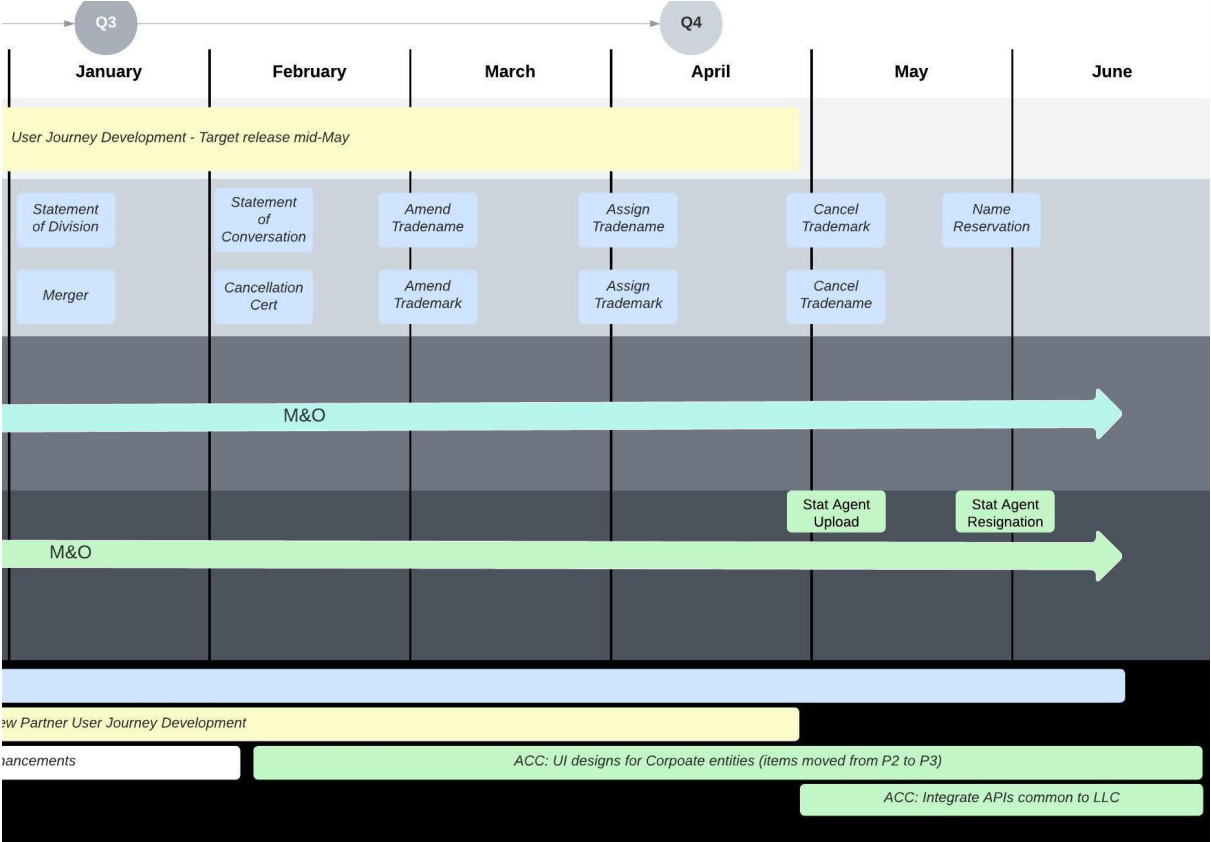 Q3
Q4
January
February
March
April
May
June
User Journey Development - Target release mid-May
Statement
of Division
Statement
of
Conversation
Amend
Tradename
Assign
Tradename
Cancel
Trademark
Name
Reservation
Merger
Cancellation
Cert
Amend
Trademark
Assign
Trademark
Cancel
Tradename
M&O
Stat Agent
Upload
Stat Agent
Resignation
M&O
ew Partner User Journey Development
nancements
ACC: UI designs for Corpoate entities (items moved from P2 to P3)
ACC: Integrate APIs common to LLC